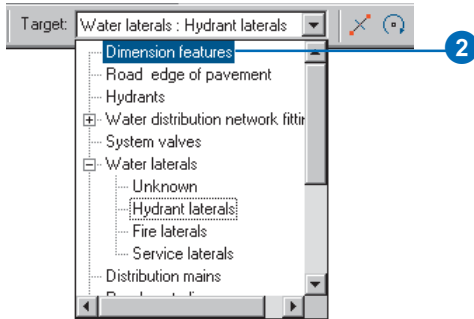 Target: Water laterals : Hydrant laterals
Dimension features
2
Road edge of pavement
Hydrants
Water distribution network
System valves
Water laterals
Unknown
Hydrant laterals
Fire laterals
Service laterals
Distribution mains